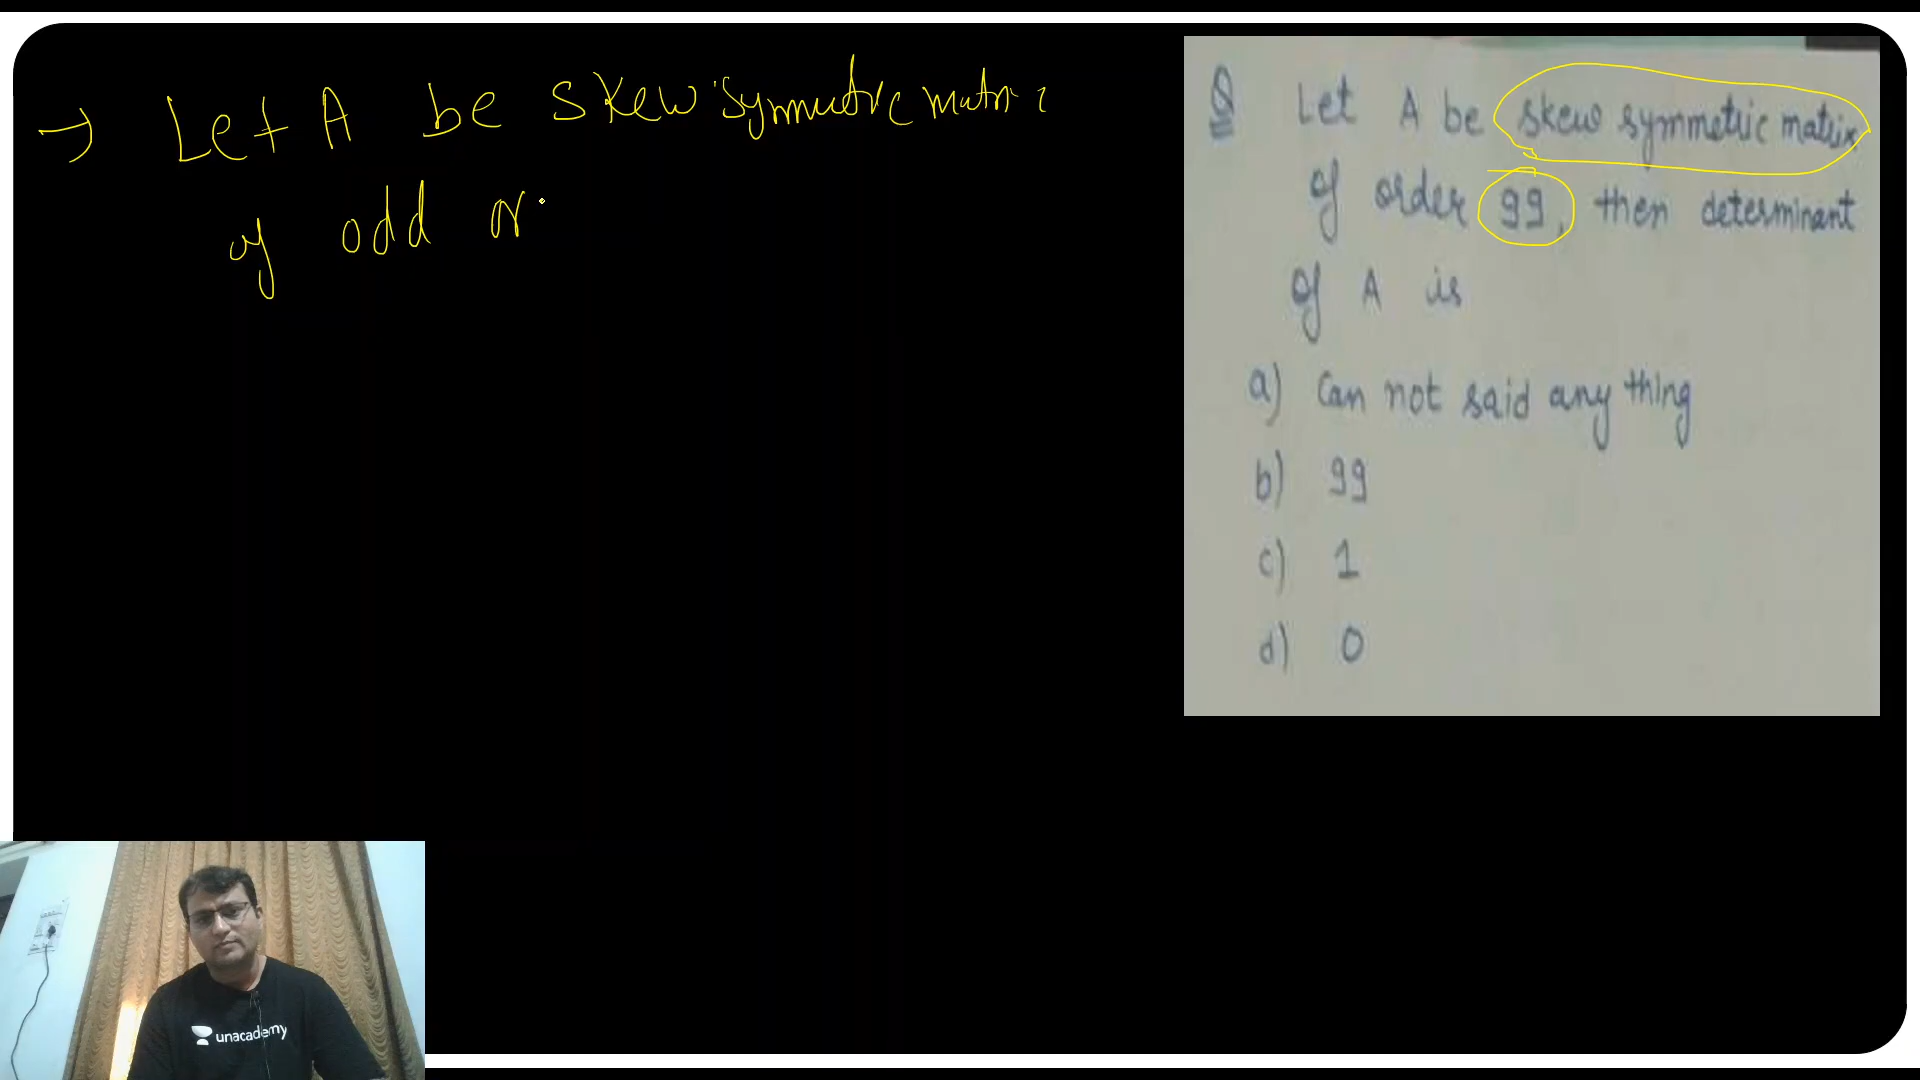 → Let A be skew symmetric matri
of odd or
Q Let A be skew symmetric matrix
of order 99, then determinant
of A is
a) Can not said any thing
b) 99
c) 1
d) 0
unacademy